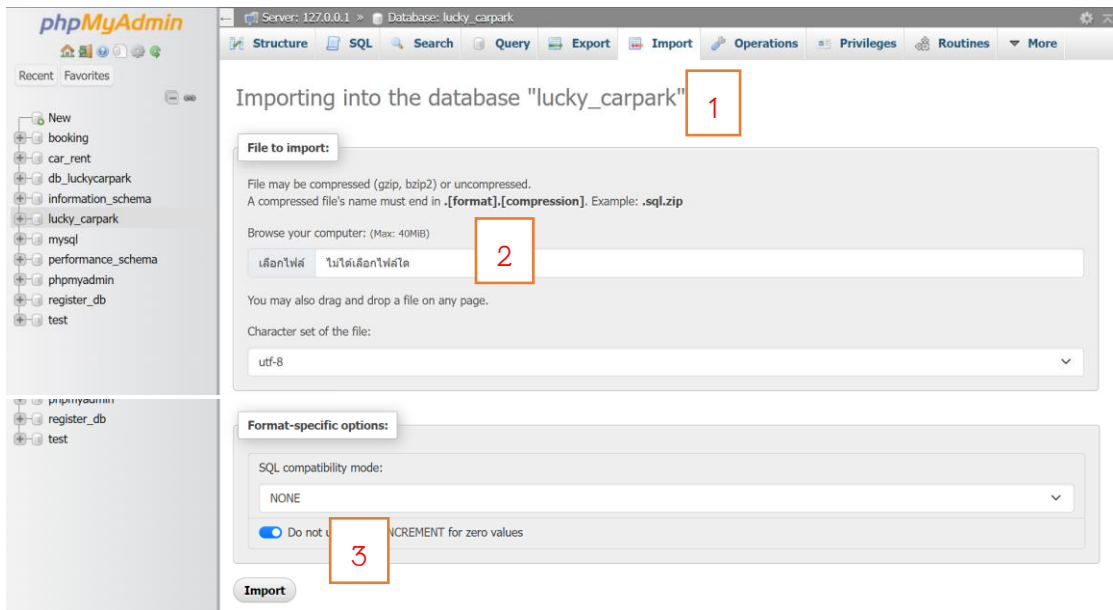 phpMyAdmin
Recent Favorites
New
booking
car_rent
db_luckycarpark
information_schema
lucky_carpark
mysql
performance_schema
phpmyadmin
register_db
test
Server: 127.0.0.1 » Database: lucky_carpark
Structure SQL Search Query Export Import Operations Privileges Routines More
Importing into the database "lucky_carpark"
1
File to import:
File may be compressed (gzip, bzip2) or uncompressed.
A compressed file's name must end in .[format].[compression]. Example: .sql.zip
Browse your computer: (Max: 40MiB)
เลือกไฟล์ ไม่ได้เลือกไฟล์ใด
2
You may also drag and drop a file on any page.
Character set of the file:
utf-8
phpmyadmin
register_db
test
Format-specific options:
SQL compatibility mode:
NONE
Do not NCREMENT for zero values
3
Import